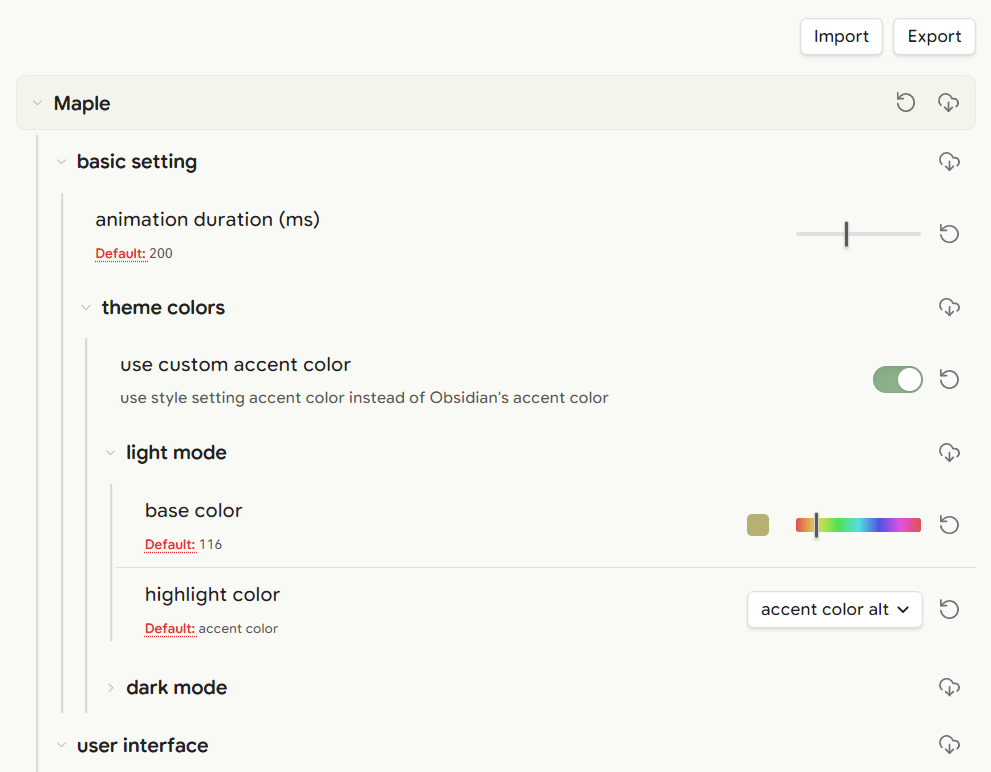 Import Export
Maple
basic setting
animation duration (ms)
Default: 200
theme colors
use custom accent color
use style setting accent color instead of Obsidian's accent color
light mode
base color
Default: 116
highlight color
accent color alt
Default: accent color
dark mode
user interface